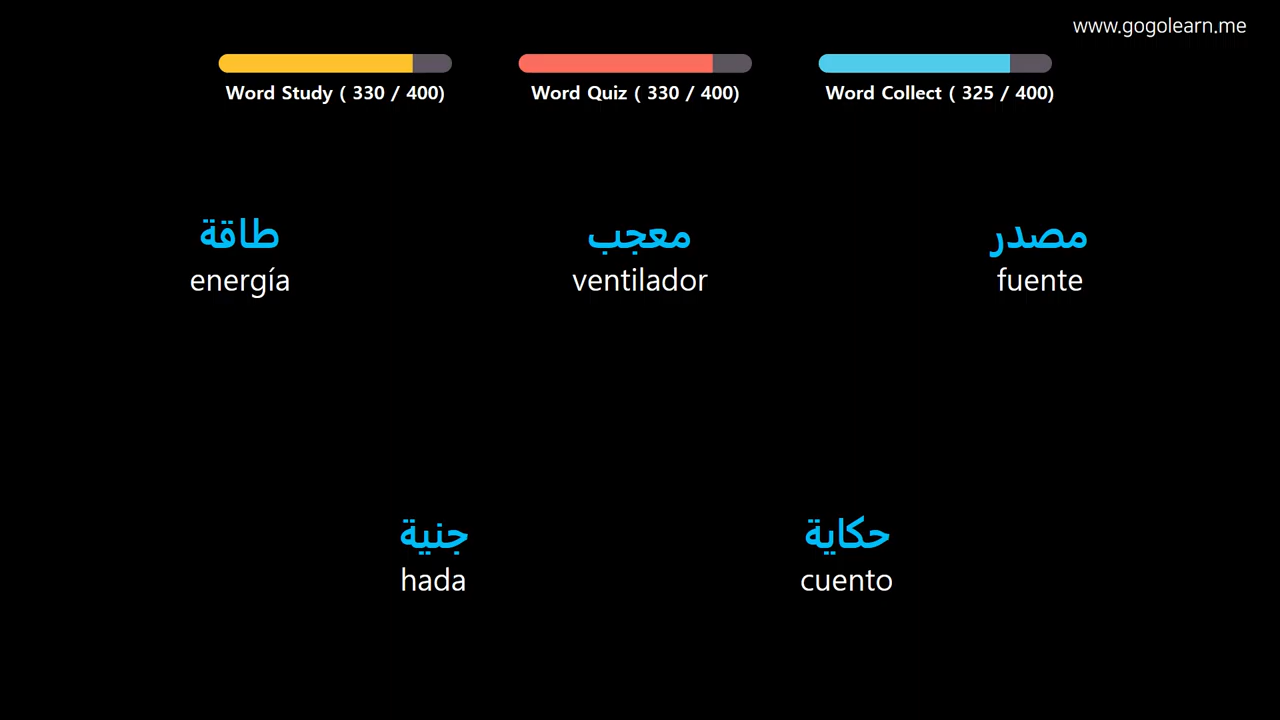 www.gogolearn.me
Word Study ( 330 / 400)
Word Quiz ( 330 / 400)
Word Collect ( 325 / 400)
طاقة
energía
معجب
ventilador
مصدر
fuente
جنية
hada
حكاية
cuento